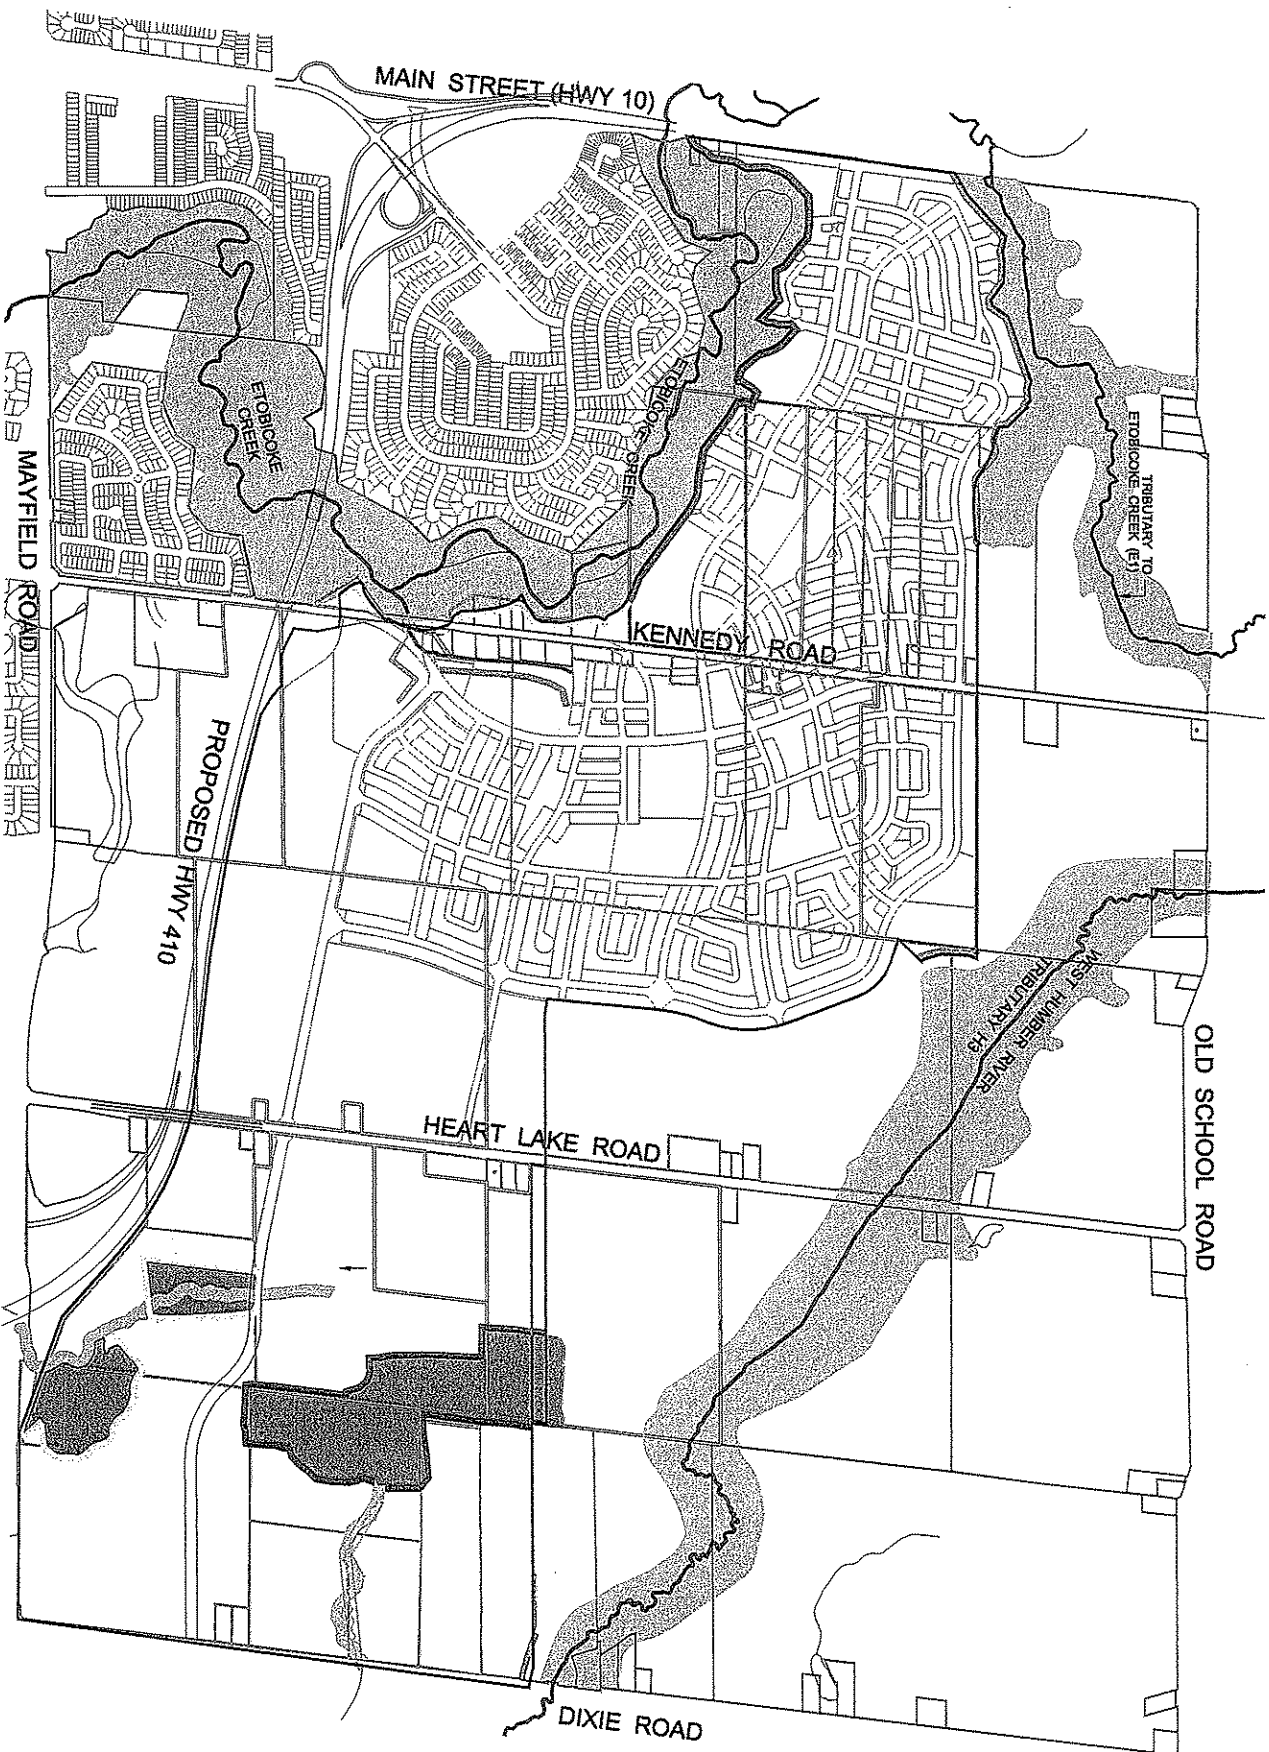 MAIN STREET (HWY 10)
ETOBICOKE CREEK
ETOBICOKE
CREEK
TRIBUTARY TO
ETOBICOKE CREEK (E1)
MAYFIELD ROAD
KENNEDY ROAD
PROPOSED HWY 410
WEST HUMBER RIVER
TRIBUTARY H3
OLD SCHOOL ROAD
HEART LAKE ROAD
DIXIE ROAD